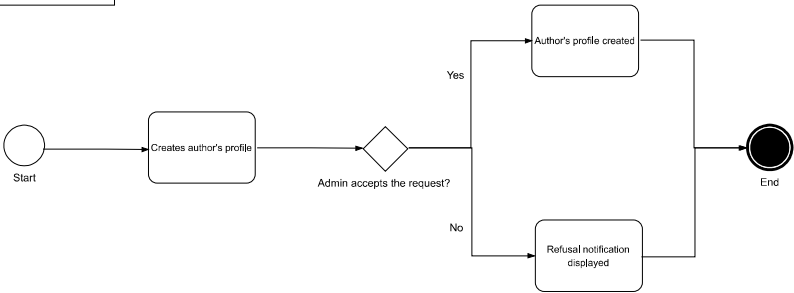 Author's profile created
Yes
Creates author's profile
Start
Admin accepts the request?
End
No
Refusal notification
displayed